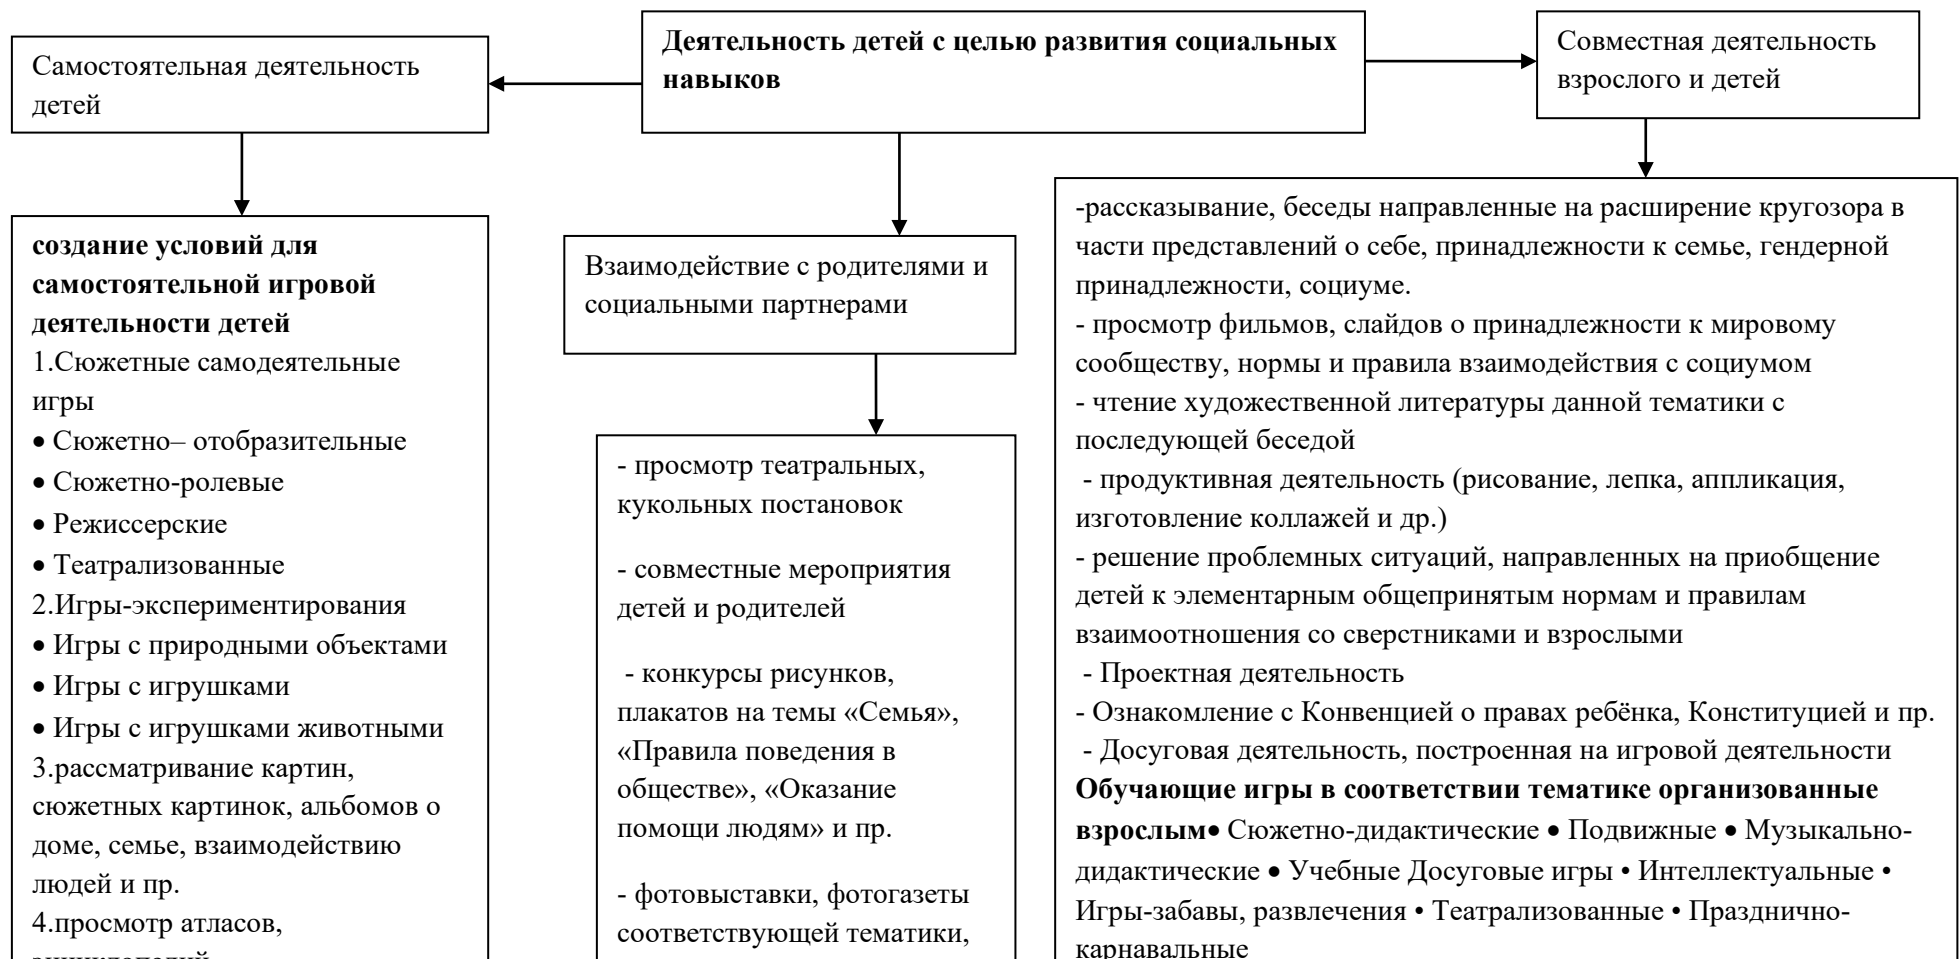 Деятельность детей с целью развития социальных
навыков
Самостоятельная деятельность
детей
Совместная деятельность
взрослого и детей
создание условий для
самостоятельной игровой
деятельности детей
1.Сюжетные самодеятельные
игры
• Сюжетно– отобразительные
• Сюжетно-ролевые
• Режиссерские
• Театрализованные
2.Игры-экспериментирования
• Игры с природными объектами
• Игры с игрушками
• Игры с игрушками животными
3.рассматривание картин,
сюжетных картинок, альбомов о
доме, семье, взаимодействию
людей и пр.
4.просмотр атласов,
Взаимодействие с родителями и
социальными партнерами
- просмотр театральных,
кукольных постановок
- совместные мероприятия
детей и родителей
- конкурсы рисунков,
плакатов на темы «Семья»,
«Правила поведения в
обществе», «Оказание
помощи людям» и пр.
- фотовыставки, фотогазеты
соответствующей тематики,
-рассказывание, беседы направленные на расширение кругозора в
части представлений о себе, принадлежности к семье, гендерной
принадлежности, социуме.
- просмотр фильмов, слайдов о принадлежности к мировому
сообществу, нормы и правила взаимодействия с социумом
- чтение художественной литературы данной тематики с
последующей беседой
- продуктивная деятельность (рисование, лепка, аппликация,
изготовление коллажей и др.)
- решение проблемных ситуаций, направленных на приобщение
детей к элементарным общепринятым нормам и правилам
взаимоотношения со сверстниками и взрослыми
- Проектная деятельность
- Ознакомление с Конвенцией о правах ребёнка, Конституцией и пр.
- Досуговая деятельность, построенная на игровой деятельности
Обучающие игры в соответствии тематике организованные
взрослым• Сюжетно-дидактические • Подвижные • Музыкально-
дидактические • Учебные Досуговые игры • Интеллектуальные •
Игры-забавы, развлечения • Театрализованные • Празднично-
карнавальные